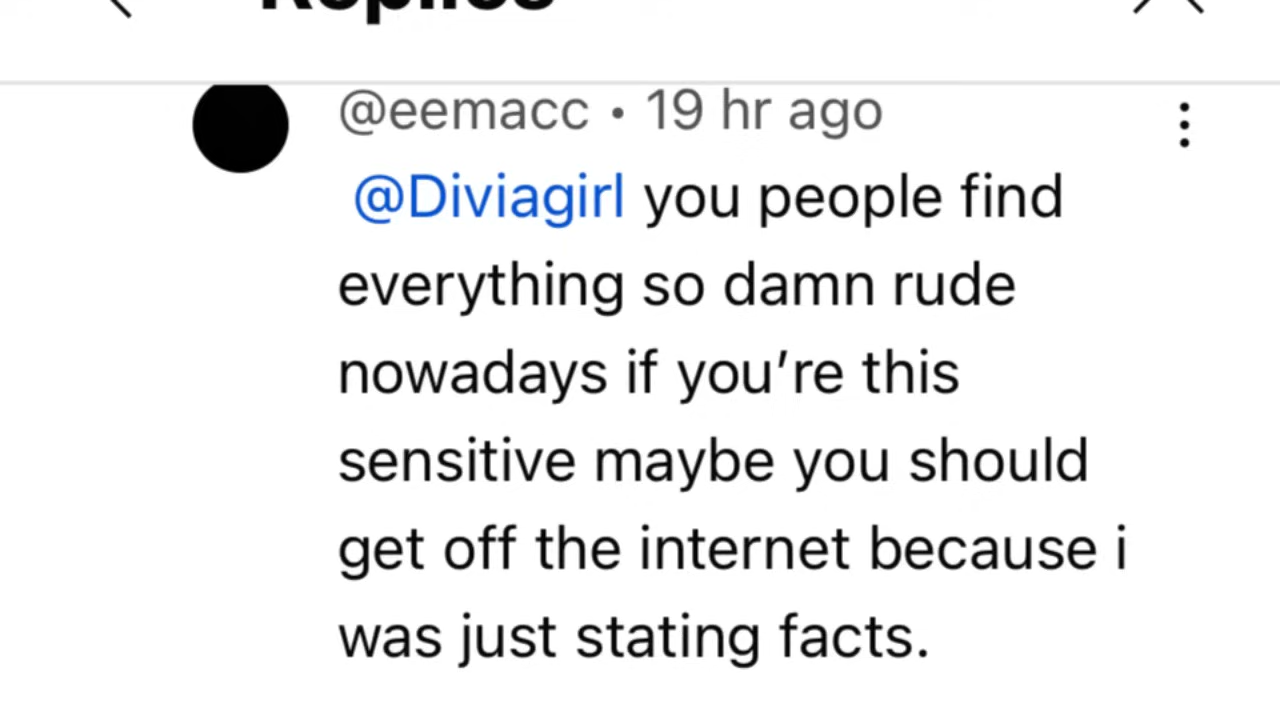 Replies
@eemacc • 19 hr ago
@Diviagirl you people find
everything so damn rude
nowadays if you’re this
sensitive maybe you should
get off the internet because i
was just stating facts.